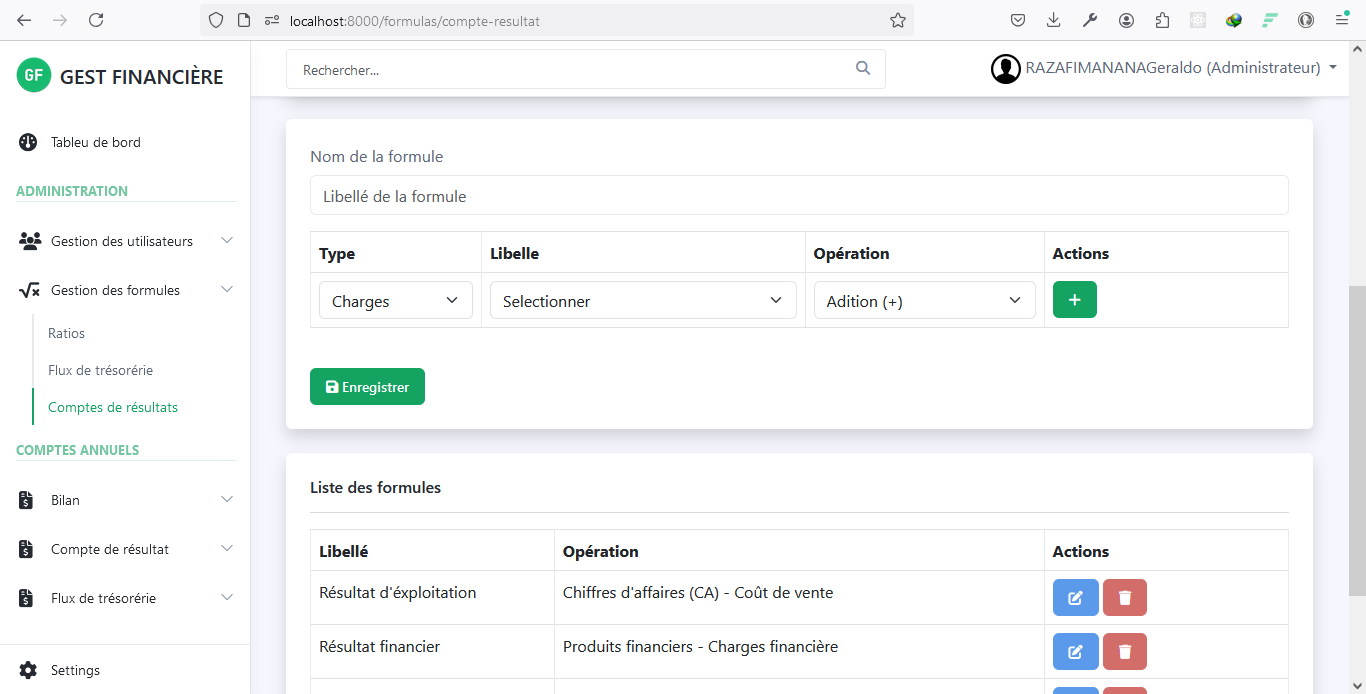 localhost:8000/formulas/compte-resultat
GF GEST FINANCIÈRE
Rechercher...
RAZAFIMANANAGeraldo (Administrateur)
Tableu de bord
ADMINISTRATION
Gestion des utilisateurs
Gestion des formules
Ratios
Flux de trésorérie
Comptes de résultats
COMPTES ANNUELS
Bilan
Compte de résultat
Flux de trésorérie
Settings
Nom de la formule
Libellé de la formule
Type Libelle Opération Actions
Charges Selectionner Adition (+) +
Enregistrer
Liste des formules
Libellé Opération Actions
Résultat d'éxploitation Chiffres d'affaires (CA) - Coût de vente
Résultat financier Produits financiers - Charges financière